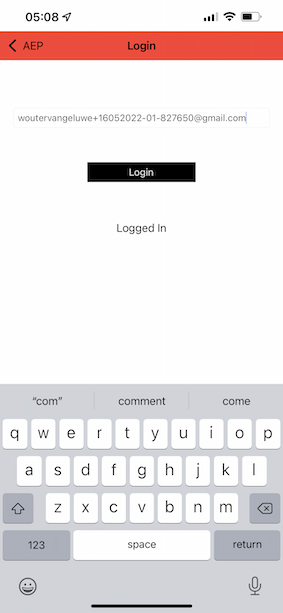 05:08
AEP
Login
woutervangeluwe+16052022-01-827650@gmail.com
Login
Logged In
“com” comment come
q w e r t y u i o p
a s d f g h j k l
z x c v b n m
123 space return